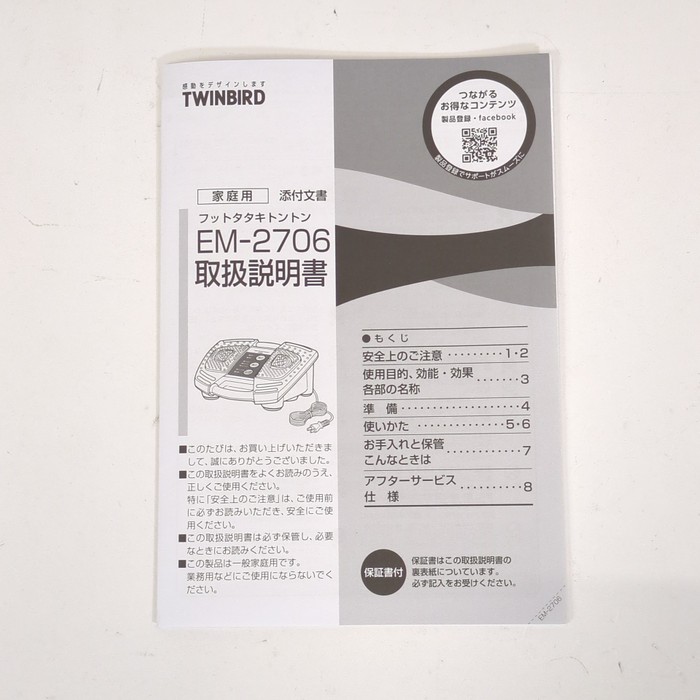 感動をデザインします
TWINBIRD
つながる
お得なコンテンツ
製品登録・facebook
製品登録でサポートがスムーズに
家庭用 添付文書
フットタタキトントン
EM-2706
取扱説明書
●もくじ
安全上のご注意 ………1・2
使用目的、効能・効果
各部の名称 ………3
準 備 ………4
使いかた ………5・6
お手入れと保管
こんなときは ………7
アフターサービス
仕 様 ………8
■このたびは、お買い上げいただきま
して、誠にありがとうございました。
■この取扱説明書をよくお読みのうえ、
正しくご使用ください。
特に「安全上のご注意」は、ご使用前
に必ずお読みいただき、安全にご使
用ください。
■この取扱説明書は必ず保管し、必要
なときにお読みください。
■この製品は一般家庭用です。
業務用などにご使用にならないでく
ださい。
保証書付
保証書はこの取扱説明書の
裏表紙についています。
必ず記入をお受けください。
EM-2706